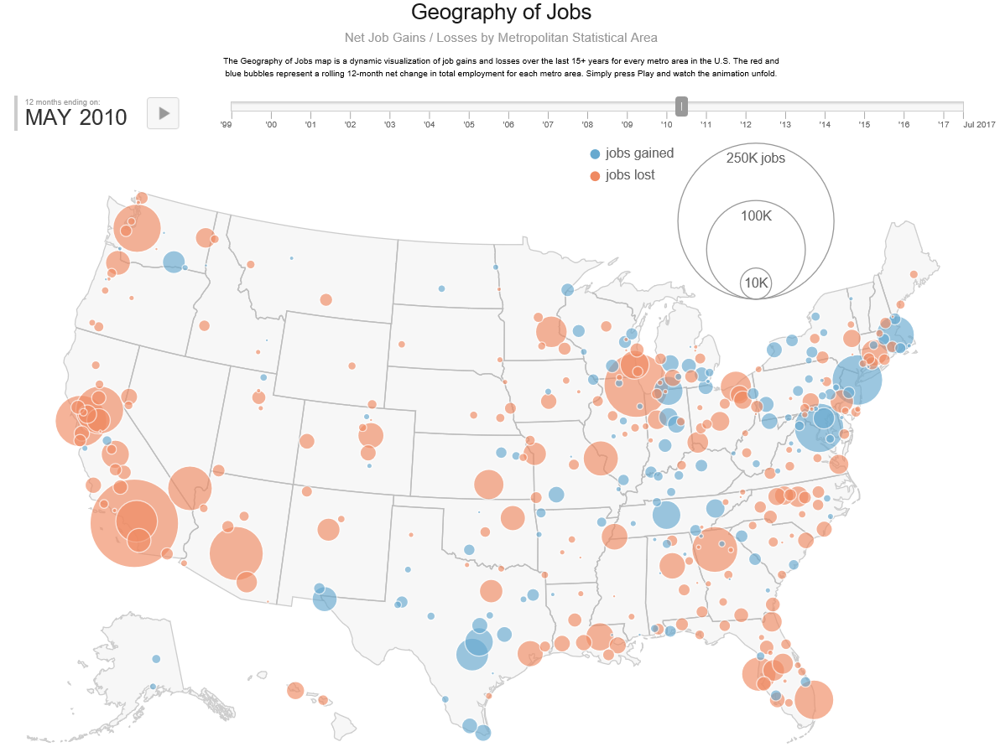 Geography of Jobs
Net Job Gains / Losses by Metropolitan Statistical Area
The Geography of Jobs map is a dynamic visualization of job gains and losses over the last 15+ years for every metro area in the U.S. The red and
blue bubbles represent a rolling 12-month net change in total employment for each metro area. Simply press Play and watch the animation unfold.
12 months ending on:
MAY 2010
'99 '00 '01 '02 '03 '04 '05 '06 '07 '08 '09 '10 '11 '12 '13 '14 '15 '16 '17 Jul 2017
jobs gained
jobs lost
250K jobs
100K
10K